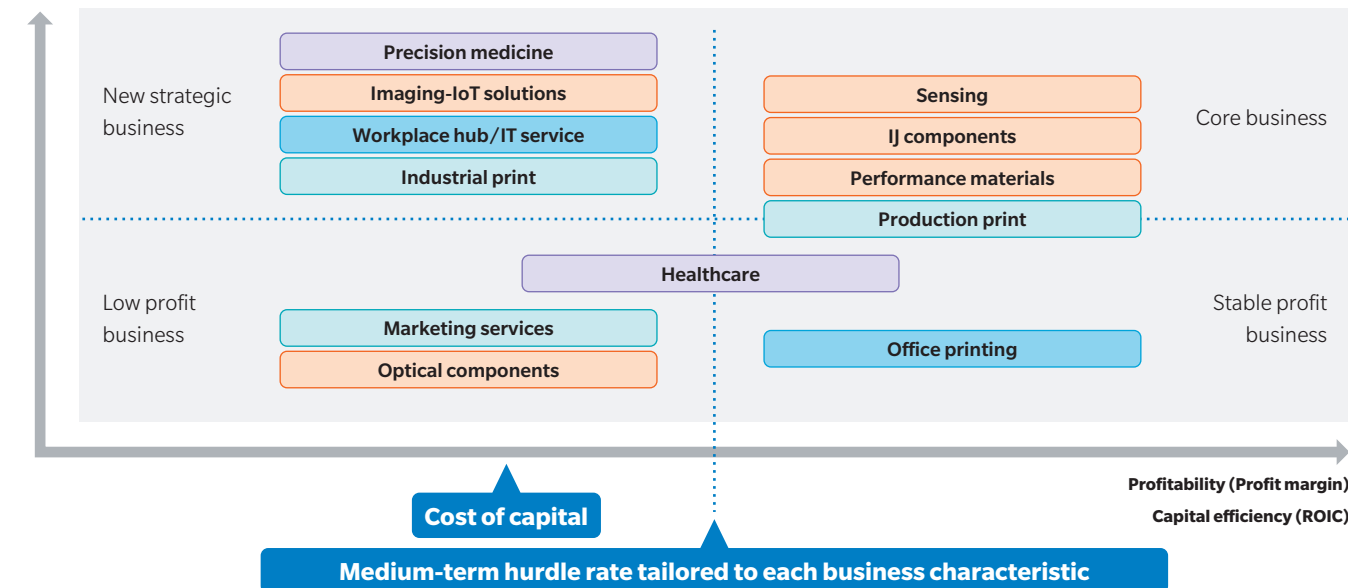 New strategic
business
Precision medicine
Imaging-IoT solutions
Workplace hub/IT service
Industrial print
Sensing
IJ components
Performance materials
Production print
Core business
Healthcare
Low profit
business
Marketing services
Optical components
Office printing
Stable profit
business
Profitability (Profit margin)
Capital efficiency (ROIC)
Cost of capital
Medium-term hurdle rate tailored to each business characteristic